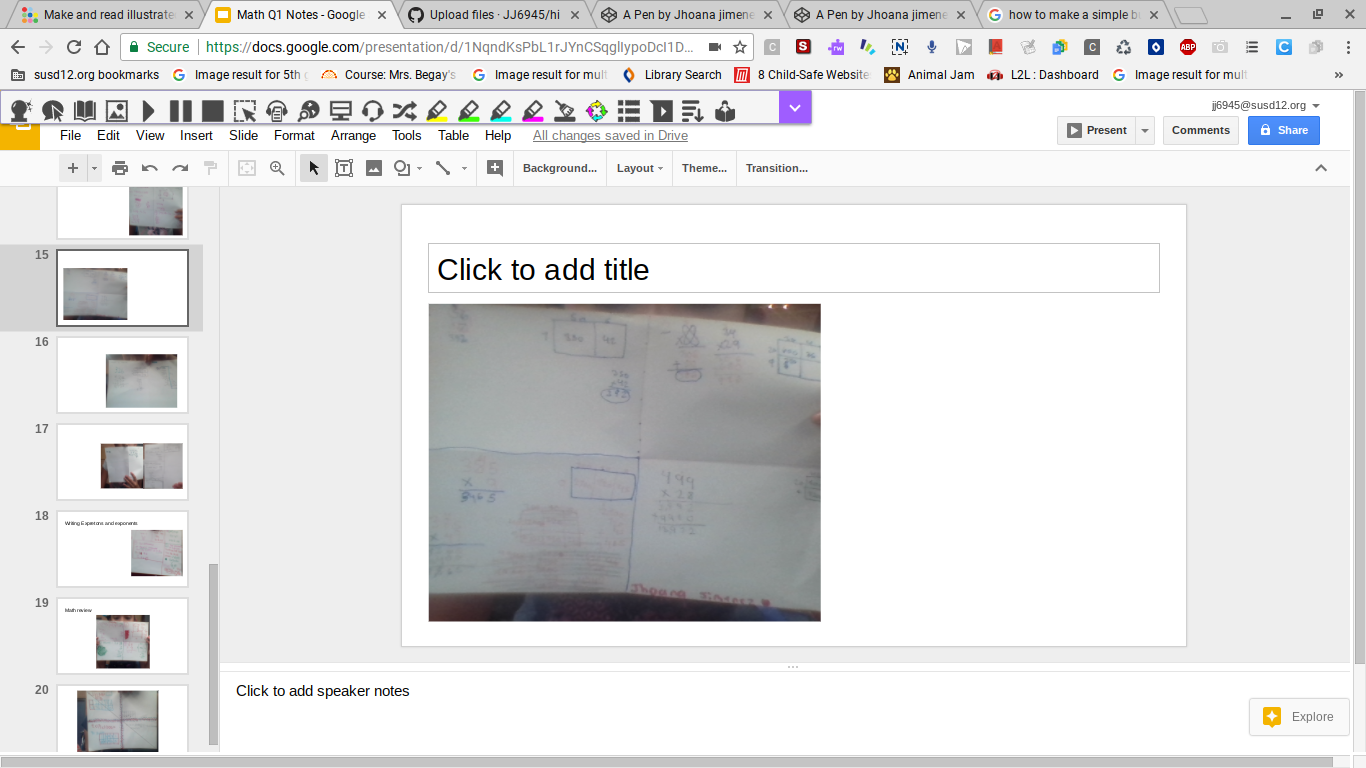 Make and read illustrate
Math Q1 Notes - Google
Upload files · JJ6945/hi
A Pen by Jhoana jimene
A Pen by Jhoana jimene
how to make a simple b
Secure
https://docs.google.com/presentation/d/1NqndKsPbL1rJYnCSqglIypoDcI1D…
susd12.org bookmarks
Image result for 5th g
Course: Mrs. Begay's
Image result for mult
Library Search
8 Child-Safe Website
Animal Jam
L2L : Dashboard
Image result for mult
»
jj6945@susd12.org
File Edit View Insert Slide Format Arrange Tools Table Help All changes saved in Drive
Present
Comments
Share
Background...
Layout
Theme...
Transition...
15
16
17
18
Writing Expretions and exponents
19
Math review
20
Click to add title
499
x 23
Click to add speaker notes
Explore